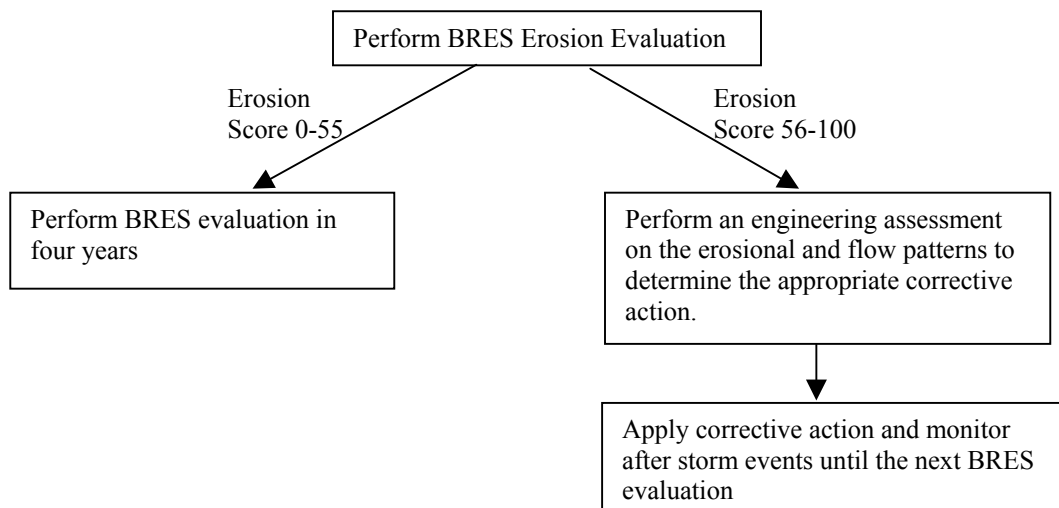 Perform BRES Erosion Evaluation
Erosion
Score 0-55
Erosion
Score 56-100
Perform BRES evaluation in
four years
Perform an engineering assessment
on the erosional and flow patterns to
determine the appropriate corrective
action.
Apply corrective action and monitor
after storm events until the next BRES
evaluation